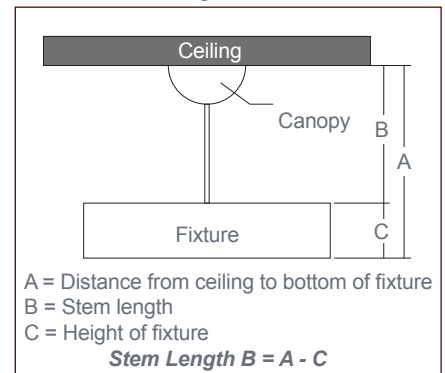 Ceiling
Canopy
B
A
Fixture
C
A = Distance from ceiling to bottom of fixture
B = Stem length
C = Height of fixture
Stem Length B = A - C